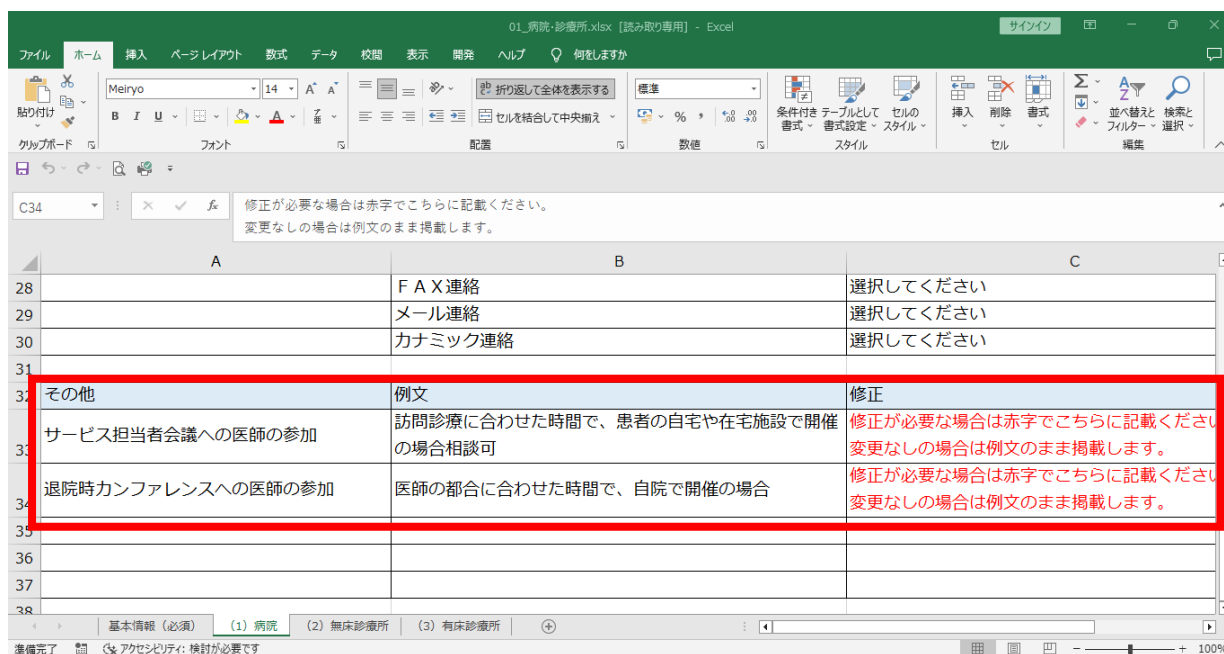 01_病院・診療所.xlsx [読み取り専用] - Excel
サインイン
ファイル ホーム 挿入 ページ レイアウト 数式 データ 校閲 表示 開発 ヘルプ 何をしますか
Meiryo 14 A A 折り返して全体を表示する 標準
貼り付け B I U A セルを結合して中央揃え % 条件付き書式 テーブルとして書式設定 セルのスタイル 挿入 削除 書式 並べ替えとフィルター 検索と選択
クリップボード フォント 配置 数値 スタイル セル 編集
C34 fx 修正が必要な場合は赤字でこちらに記載ください。
変更なしの場合は例文のまま掲載します。
A B C
28 ＦＡＸ連絡 選択してください
29 メール連絡 選択してください
30 カナミック連絡 選択してください
31
32 その他 例文 修正
33 サービス担当者会議への医師の参加 訪問診療に合わせた時間で、患者の自宅や在宅施設で開催 修正が必要な場合は赤字でこちらに記載ください
の場合相談可 変更なしの場合は例文のまま掲載します。
34 退院時カンファレンスへの医師の参加 医師の都合に合わせた時間で、自院で開催の場合 修正が必要な場合は赤字でこちらに記載ください
変更なしの場合は例文のまま掲載します。
35
36
37
38
基本情報（必須） （1）病院 （2）無床診療所 （3）有床診療所
準備完了 アクセシビリティ: 検討が必要です 100%